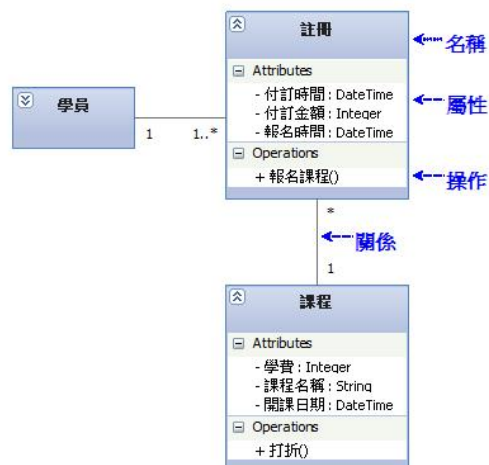 註冊
名稱
Attributes
- 付訂時間 : DateTime
- 付訂金額 : Integer
- 報名時間 : DateTime
屬性
Operations
+ 報名課程()
操作
學員
1
1..*
*
關係
1
課程
Attributes
- 學費 : Integer
- 課程名稱 : String
- 開課日期 : DateTime
Operations
+ 打折()